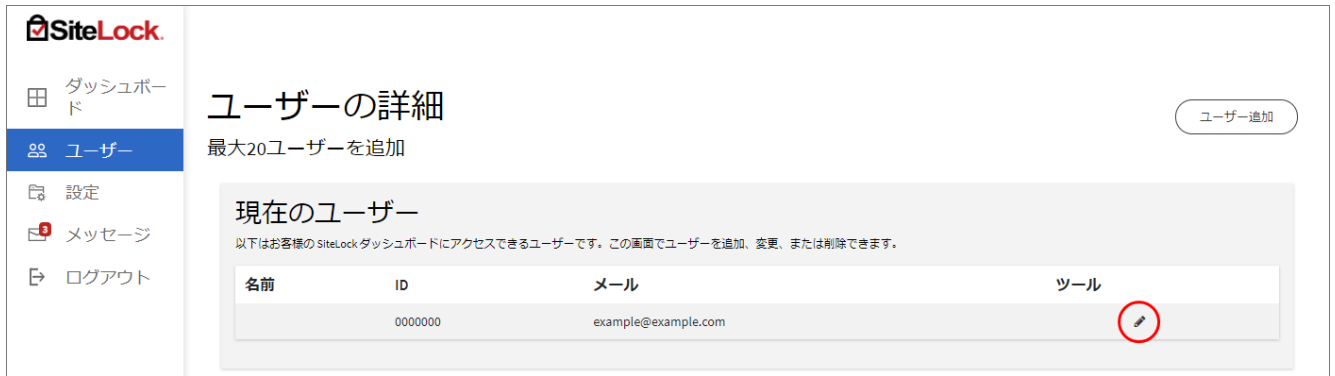 SiteLock.
ダッシュボー
ド
ユーザー
設定
3
メッセージ
ログアウト
ユーザーの詳細
ユーザー追加
最大20ユーザーを追加
現在のユーザー
以下はお客様の SiteLock ダッシュボードにアクセスできるユーザーです。この画面でユーザーを追加、変更、または削除できます。
名前 ID メール ツール
0000000 example@example.com